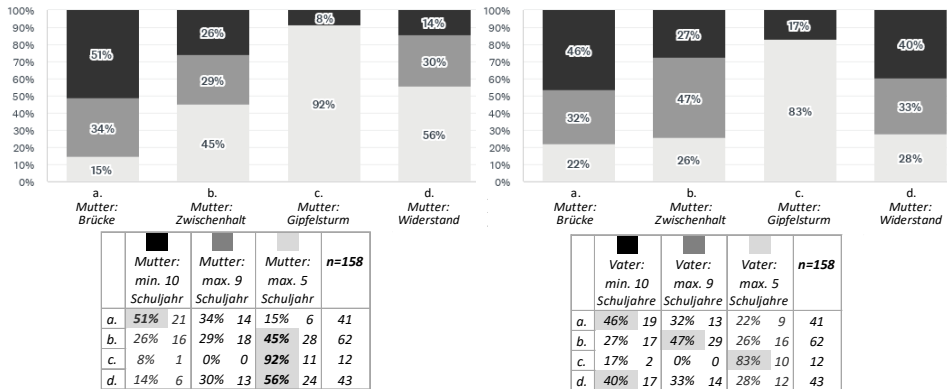 100%
90%
80%
70%
60%
50%
40%
30%
20%
10%
0%
51%
34%
15%
26%
29%
45%
8%
92%
14%
30%
56%
a.
Mutter:
Brücke
b.
Mutter:
Zwischenhalt
c.
Mutter:
Gipfelsturm
d.
Mutter:
Widerstand
Mutter: Mutter: Mutter: n=158
min. 10 max. 9 max. 5
Schuljahr Schuljahr Schuljahr
a. 51% 21 34% 14 15% 6 41
b. 26% 16 29% 18 45% 28 62
c. 8% 1 0% 0 92% 11 12
d. 14% 6 30% 13 56% 24 43
100%
90%
80%
70%
60%
50%
40%
30%
20%
10%
0%
46%
32%
22%
27%
47%
26%
17%
83%
40%
33%
28%
a.
Mutter:
Brücke
b.
Mutter:
Zwischenhalt
c.
Mutter:
Gipfelsturm
d.
Mutter:
Widerstand
Vater: Vater: Vater: n=158
min. 10 max. 9 max. 5
Schuljahre Schuljahre Schuljahre
a. 46% 19 32% 13 22% 9 41
b. 27% 17 47% 29 26% 16 62
c. 17% 2 0% 0 83% 10 12
d. 40% 17 33% 14 28% 12 43